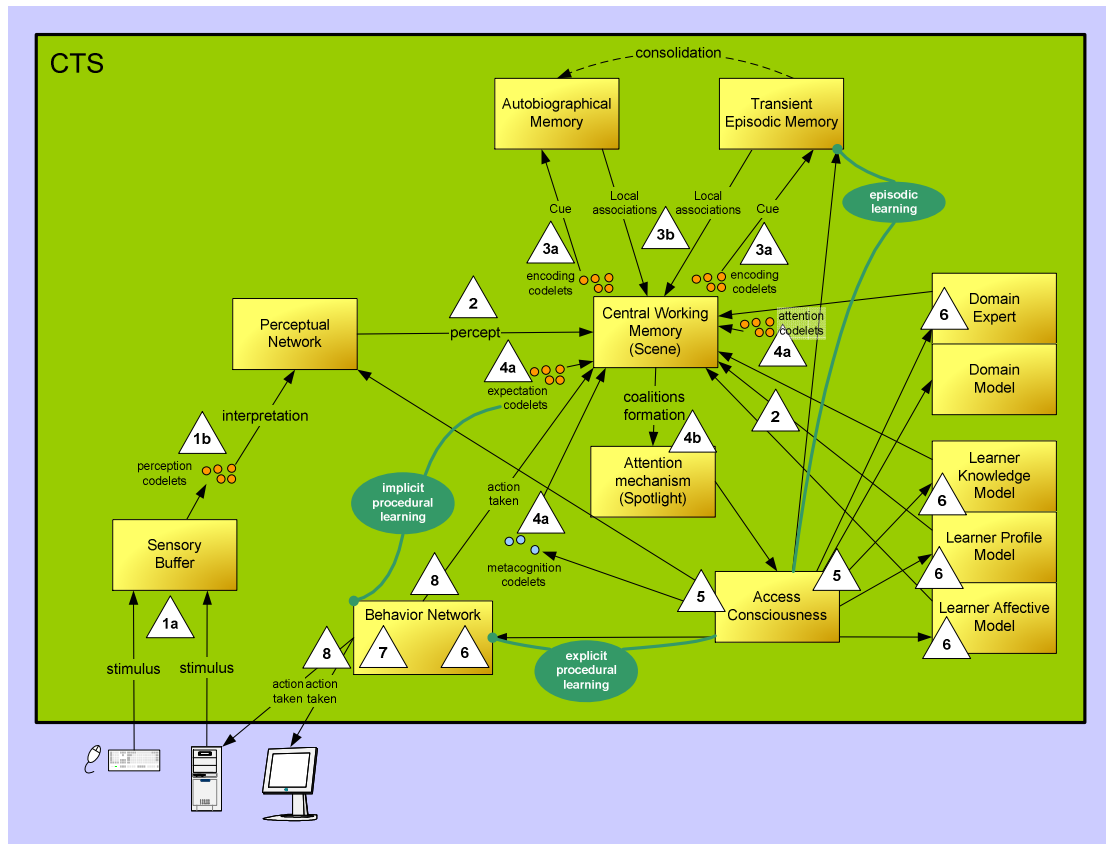 CTS
consolidation
Autobiographical
Memory
Transient
Episodic Memory
episodic
learning
Cue
Local
associations
Local
associations
Cue
3a
3b
3a
encoding
codelets
encoding
codelets
Perceptual
Network
2
percept
Central Working
Memory
(Scene)
attention
codelets
4a
6
Domain
Expert
Domain
Model
4a
expectation
codelets
coalitions
formation
2
1b
interpretation
perception
codelets
4b
Attention
mechanism
(Spotlight)
Learner
Knowledge
Model
6
implicit
procedural
learning
action
taken
4a
metacognition
codelets
Sensory
Buffer
Learner Profile
Model
6
8
5
5
Access
Consciousness
Learner Affective
Model
6
1a
Behavior Network
7
6
8
stimulus
stimulus
explicit
procedural
learning
action
taken
action
taken